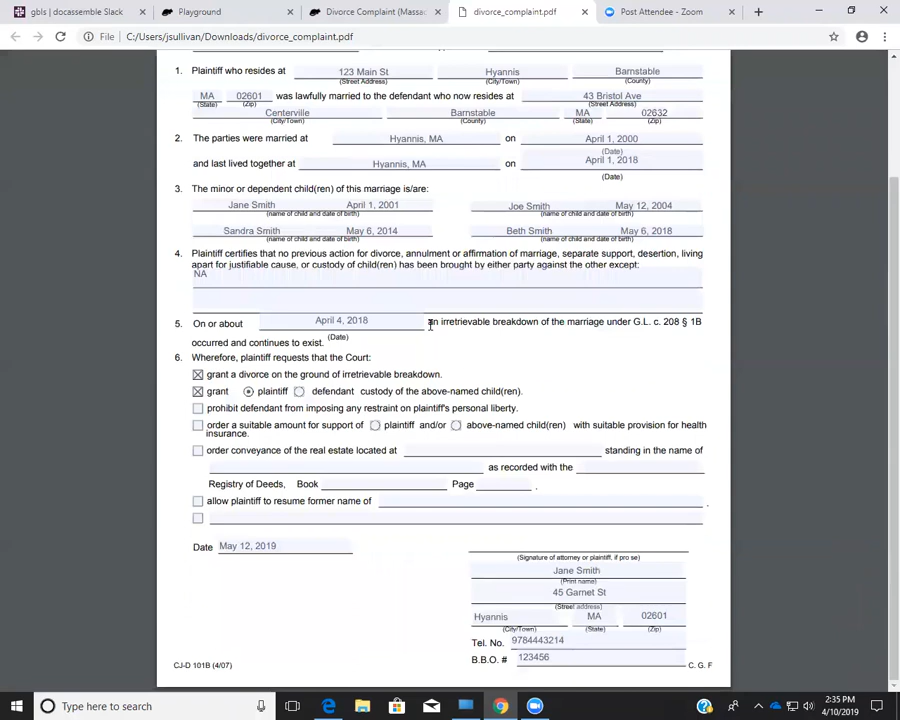 gbls | docassemble Slack
Playground
Divorce Complaint (Massac
divorce_complaint.pdf
Post Attendee - Zoom
File C:/Users/jsullivan/Downloads/divorce_complaint.pdf
1. Plaintiff who resides at 123 Main St Hyannis Barnstable
(Street Address) (City/Town) (County)
MA 02601 was lawfully married to the defendant who now resides at 43 Bristol Ave
(State) (Zip) (Street Address)
Centerville Barnstable MA 02632
(City/Town) (County) (State) (Zip)
2. The parties were married at Hyannis, MA on April 1, 2000
(Date)
and last lived together at Hyannis, MA on April 1, 2018
(Date)
3. The minor or dependent child(ren) of this marriage is/are:
Jane Smith April 1, 2001 Joe Smith May 12, 2004
(name of child and date of birth) (name of child and date of birth)
Sandra Smith May 6, 2014 Beth Smith May 6, 2018
(name of child and date of birth) (name of child and date of birth)
4. Plaintiff certifies that no previous action for divorce, annulment or affirmation of marriage, separate support, desertion, living
apart for justifiable cause, or custody of child(ren) has been brought by either party against the other except:
NA
5. On or about April 4, 2018 an irretrievable breakdown of the marriage under G.L. c. 208 § 1B
(Date)
occurred and continues to exist.
6. Wherefore, plaintiff requests that the Court:
grant a divorce on the ground of irretrievable breakdown.
grant plaintiff defendant custody of the above-named child(ren).
prohibit defendant from imposing any restraint on plaintiff's personal liberty.
order a suitable amount for support of plaintiff and/or above-named child(ren) with suitable provision for health
insurance.
order conveyance of the real estate located at standing in the name of
as recorded with the
Registry of Deeds, Book Page .
allow plaintiff to resume former name of .
Date May 12, 2019
(Signature of attorney or plaintiff, if pro se)
Jane Smith
(Print name)
45 Garnet St
(Street address)
Hyannis MA 02601
(City/Town) (State) (Zip)
Tel. No. 9784443214
B.B.O. # 123456
CJ-D 101B (4/07) C. G. F
Type here to search
2:35 PM
4/10/2019